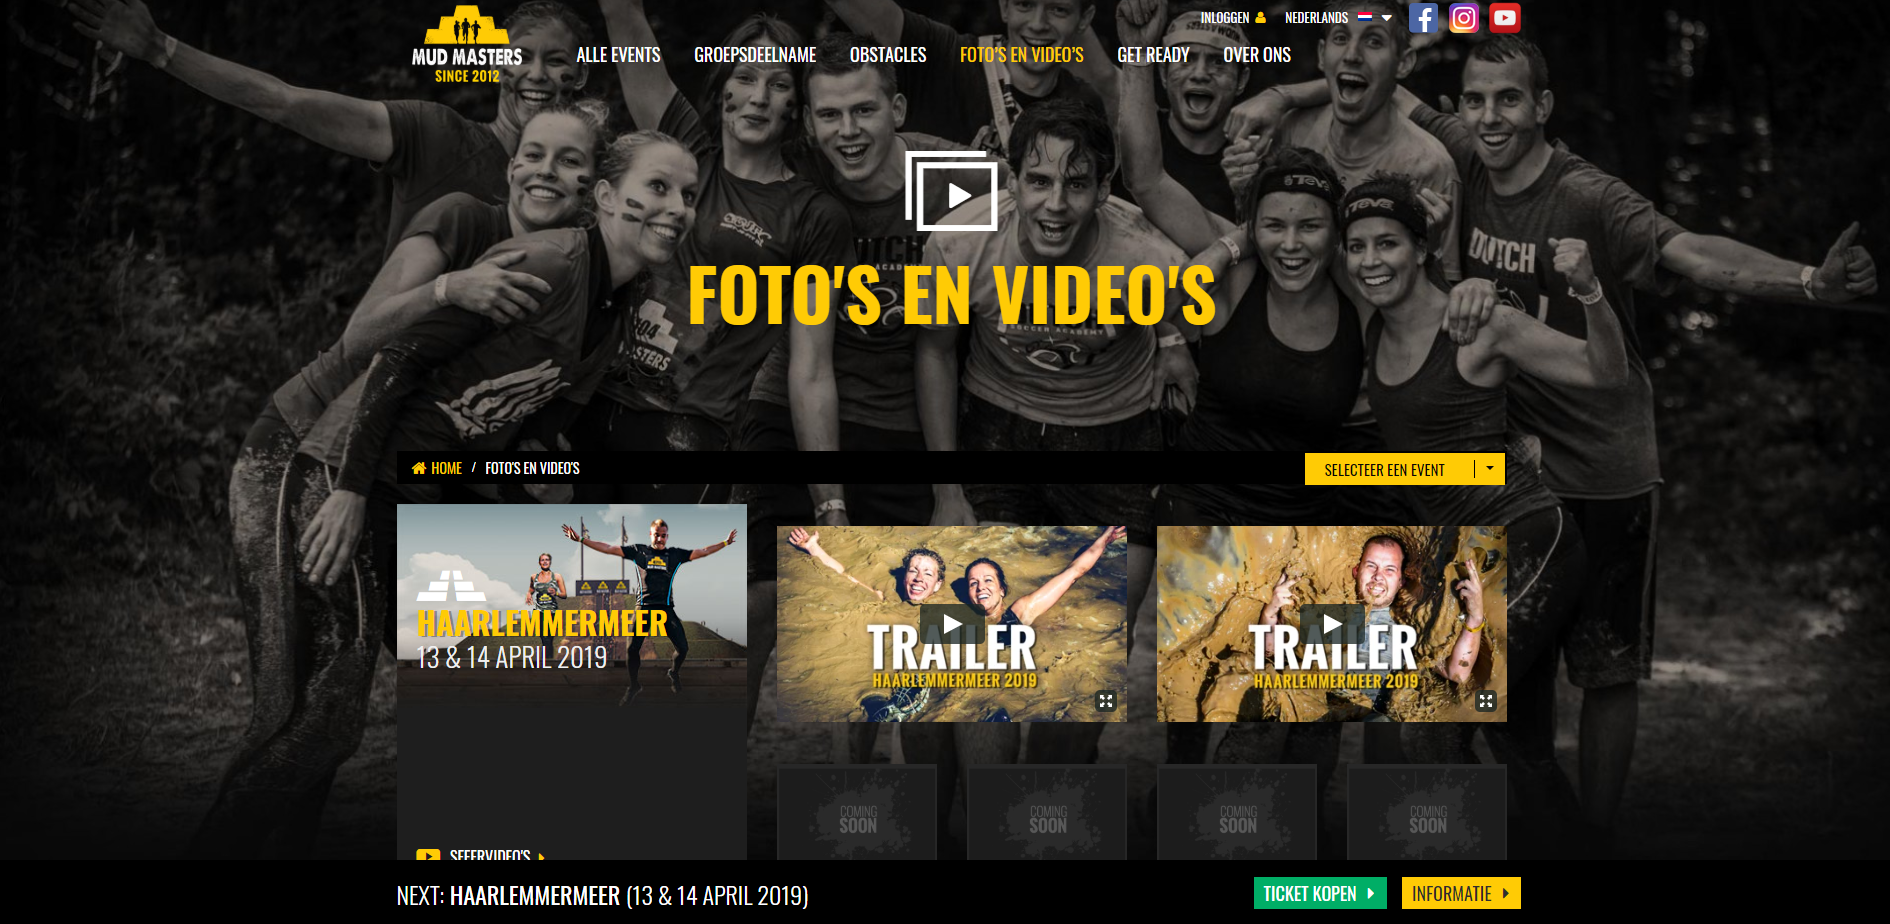 INLOGGEN
NEDERLANDS
MUD MASTERS
SINCE 2012
ALLE EVENTS
GROEPSDEELNAME
OBSTACLES
FOTO'S EN VIDEO'S
GET READY
OVER ONS
FOTO'S EN VIDEO'S
HOME / FOTO'S EN VIDEO'S
SELECTEER EEN EVENT
HAARLEMMERMEER
13 & 14 APRIL 2019
TRAILER
HAARLEMMERMEER 2019
TRAILER
HAARLEMMERMEER 2019
COMING
SOON
COMING
SOON
COMING
SOON
COMING
SOON
SFEERVIDEO'S
NEXT: HAARLEMMERMEER (13 & 14 APRIL 2019)
TICKET KOPEN
INFORMATIE